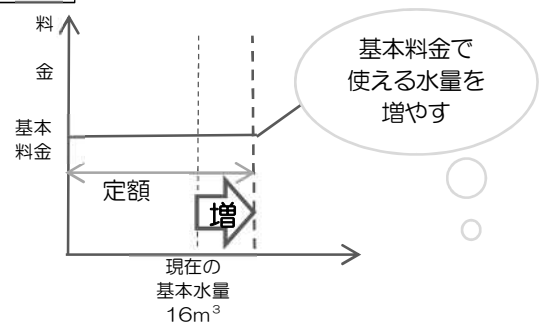 料
金
基本
料金
定額
増
現在の
基本水量
16m³
基本料金で
使える水量を
増やす